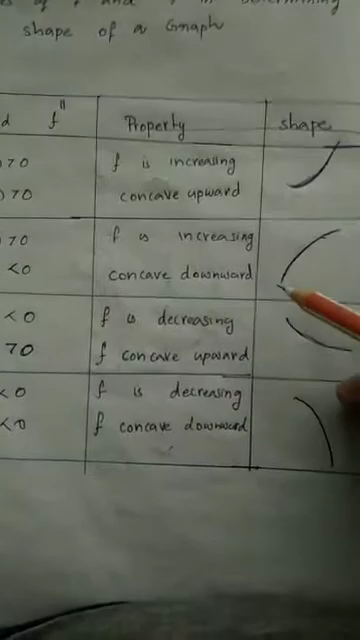 shape of a Graph
d f" Property shape
>0 f is increasing
>0 concave upward
>0 f is increasing
<0 concave downward
<0 f is decreasing
>0 f concave upward
<0 f is decreasing
<0 f concave downward